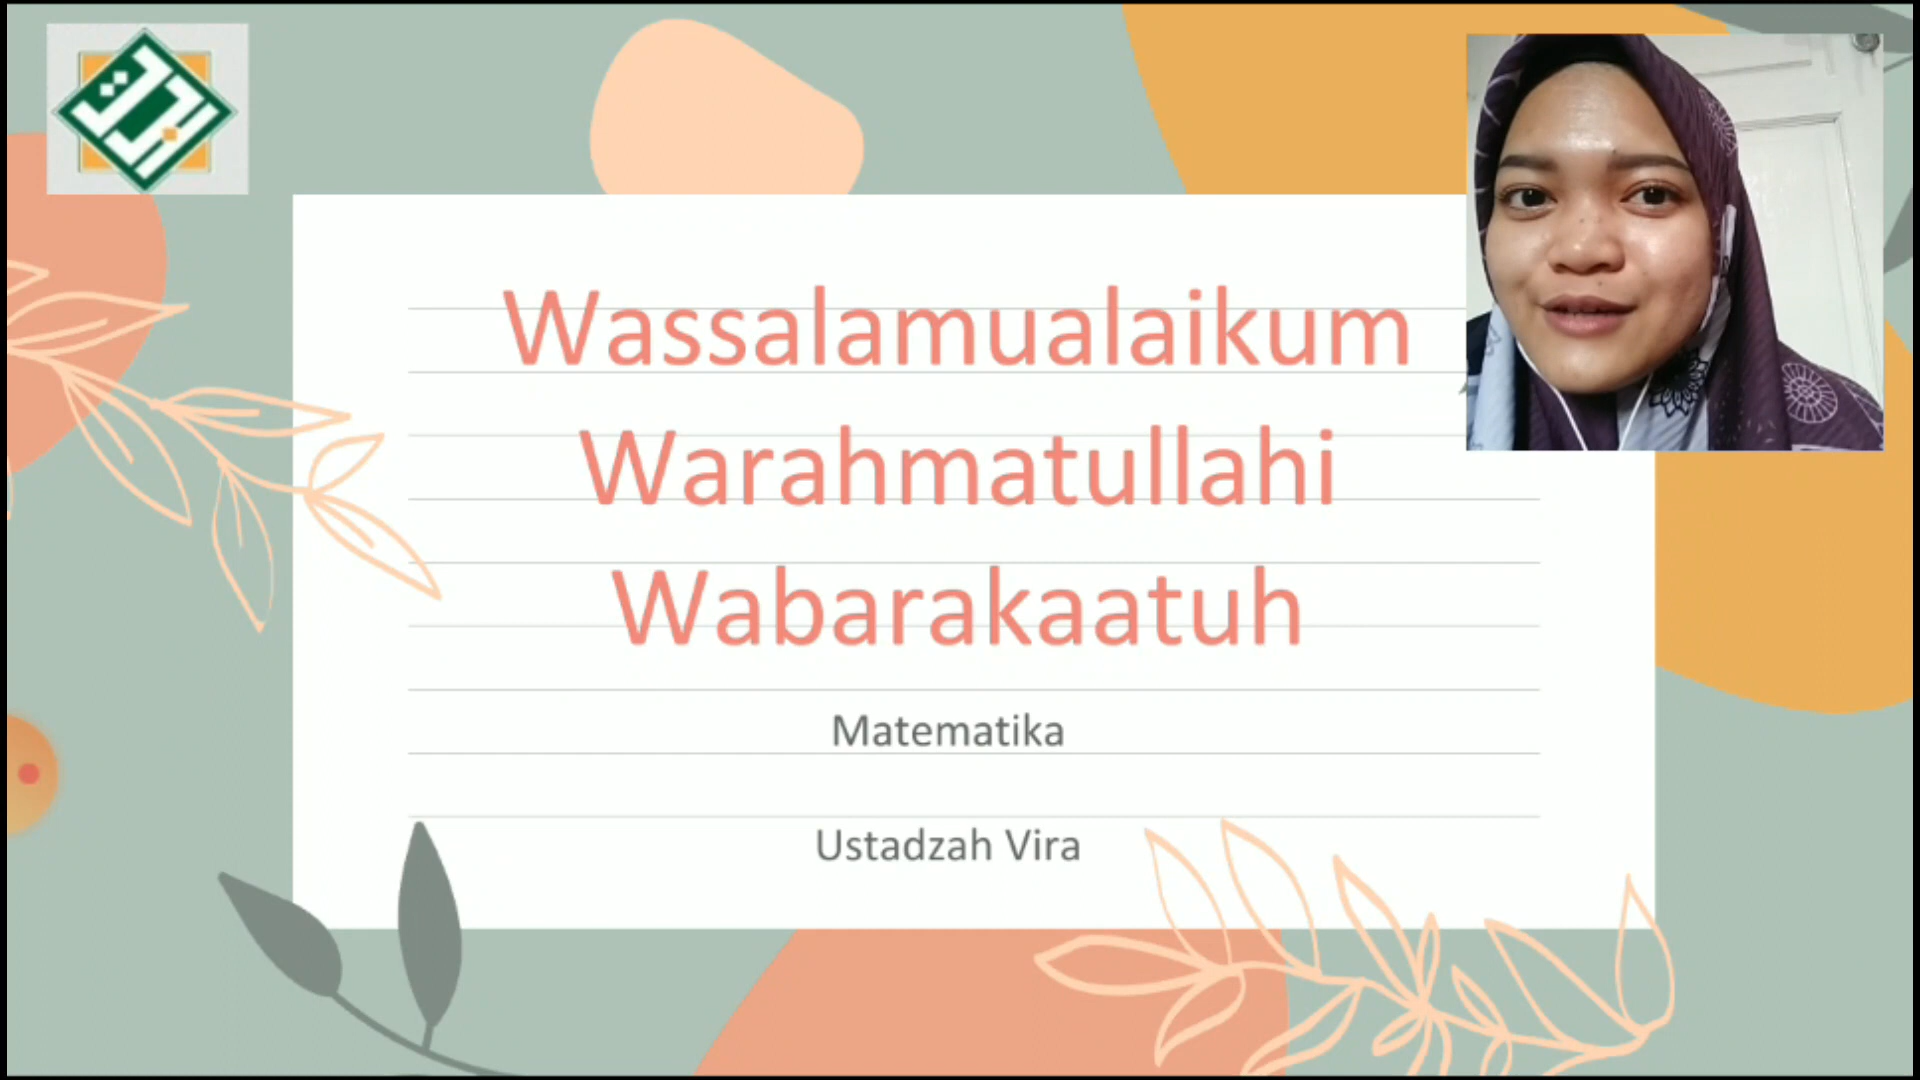 Wassalamualaikum
Warahmatullahi
Wabarakaatuh
Matematika
Ustadzah Vira